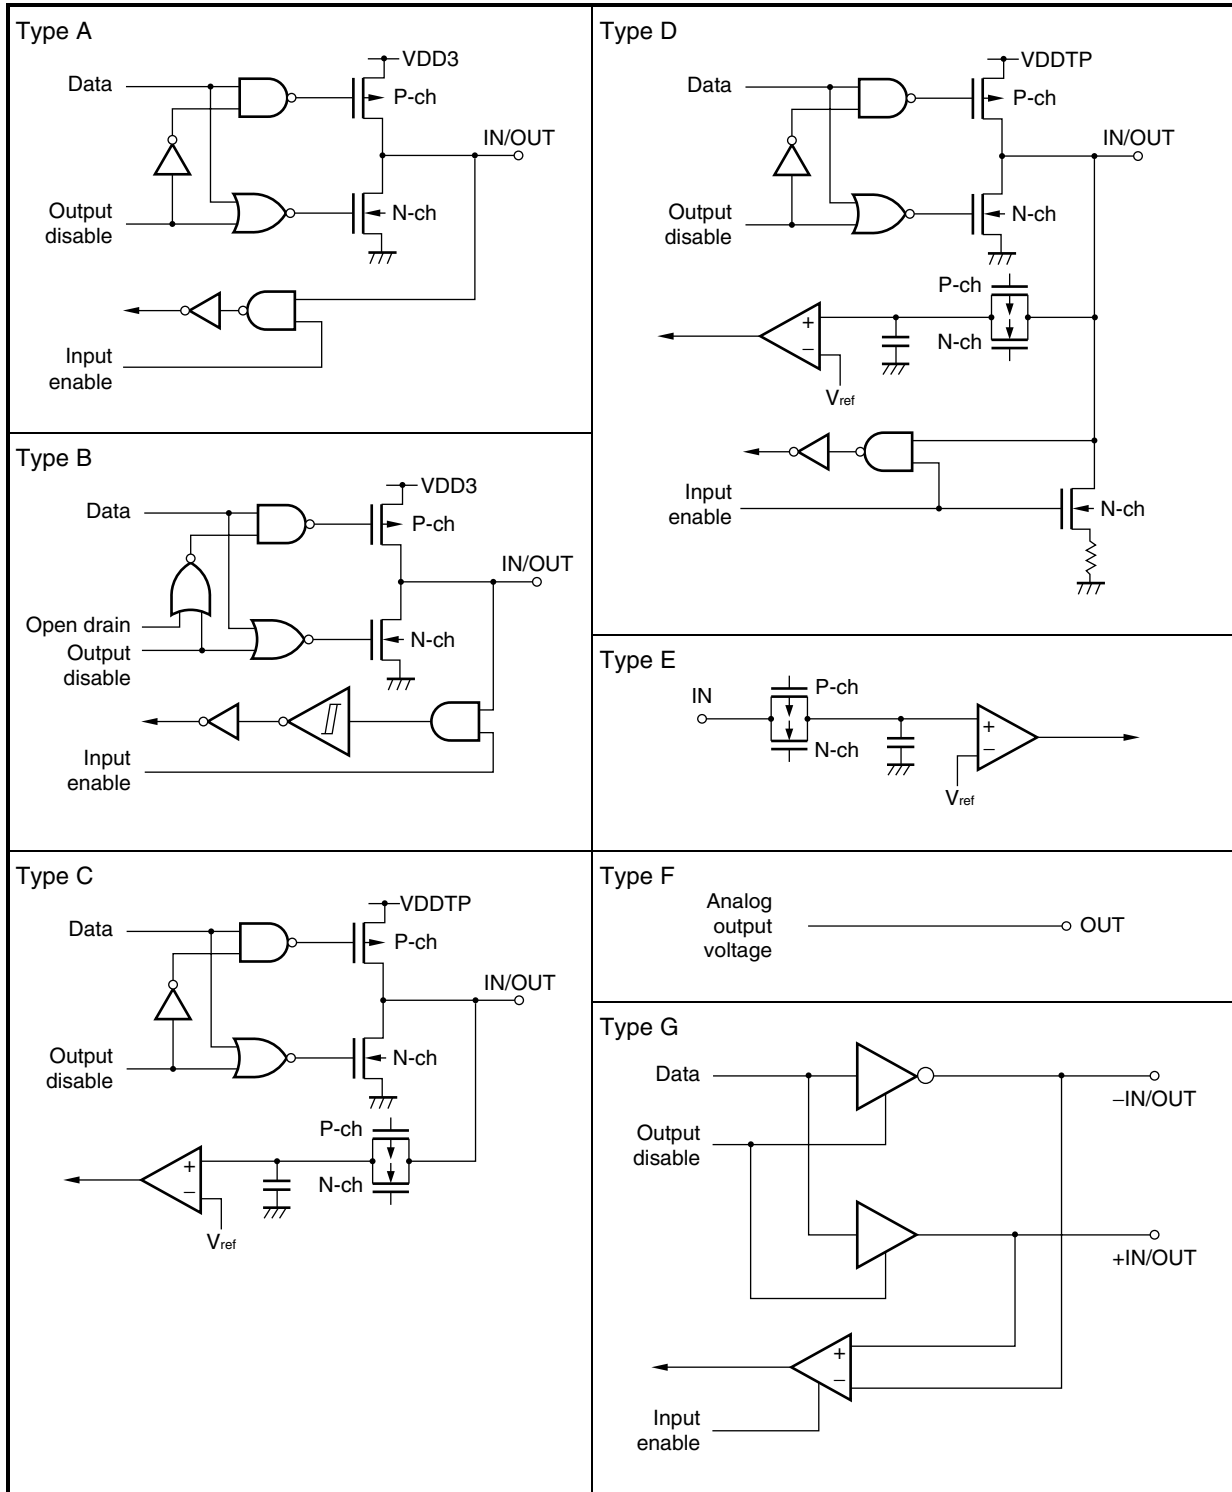 Type A
VDD3
Data
P-ch
IN/OUT
Output
disable
N-ch
Input
enable
Type B
VDD3
Data
P-ch
IN/OUT
Open drain
Output
disable
N-ch
Input
enable
Type C
VDDTP
Data
P-ch
IN/OUT
Output
disable
N-ch
P-ch
+
−
N-ch
Vref
Type D
VDDTP
Data
P-ch
IN/OUT
Output
disable
N-ch
P-ch
+
−
N-ch
Vref
Input
enable
N-ch
Type E
IN
P-ch
N-ch
+
−
Vref
Type F
Analog
output
voltage
OUT
Type G
Data
−IN/OUT
Output
disable
+IN/OUT
+
−
Input
enable